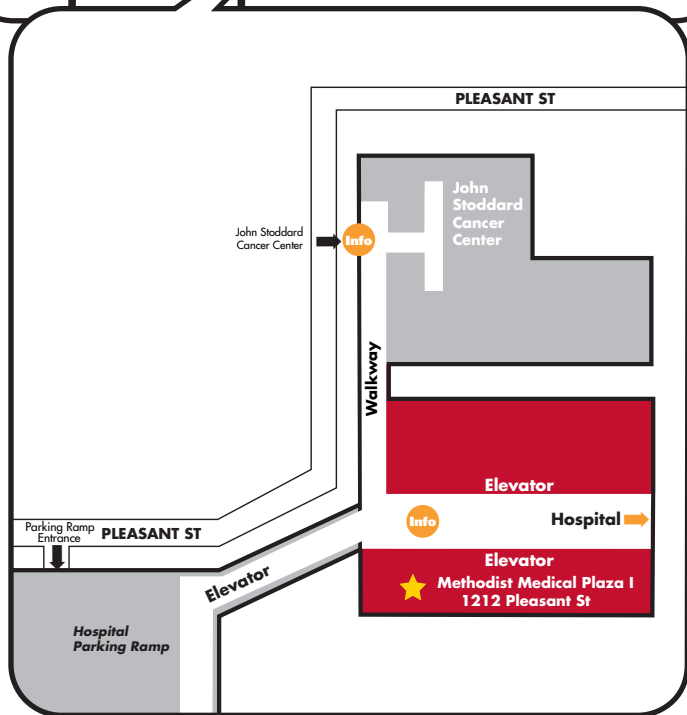 PLEASANT ST
John
Stoddard
Cancer
Center
John Stoddard
Cancer Center
Info
Walkway
Elevator
Info
Hospital
Parking Ramp
Entrance
PLEASANT ST
Elevator
Elevator
Methodist Medical Plaza I
1212 Pleasant St
Hospital
Parking Ramp